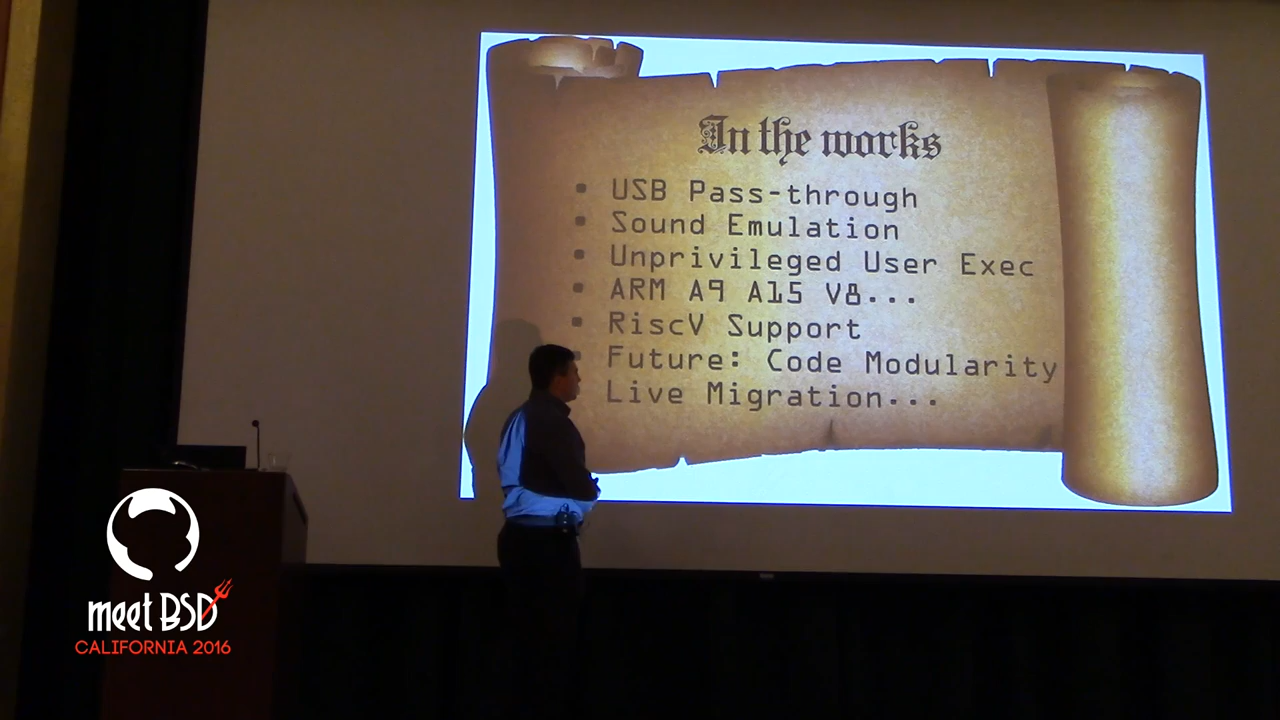 In the works
▪ USB Pass-through
▪ Sound Emulation
▪ Unprivileged User Exec
▪ ARM A9 A15 V8...
▪ RiscV Support
▪ Future: Code Modularity
Live Migration...
meet BSD
CALIFORNIA 2016